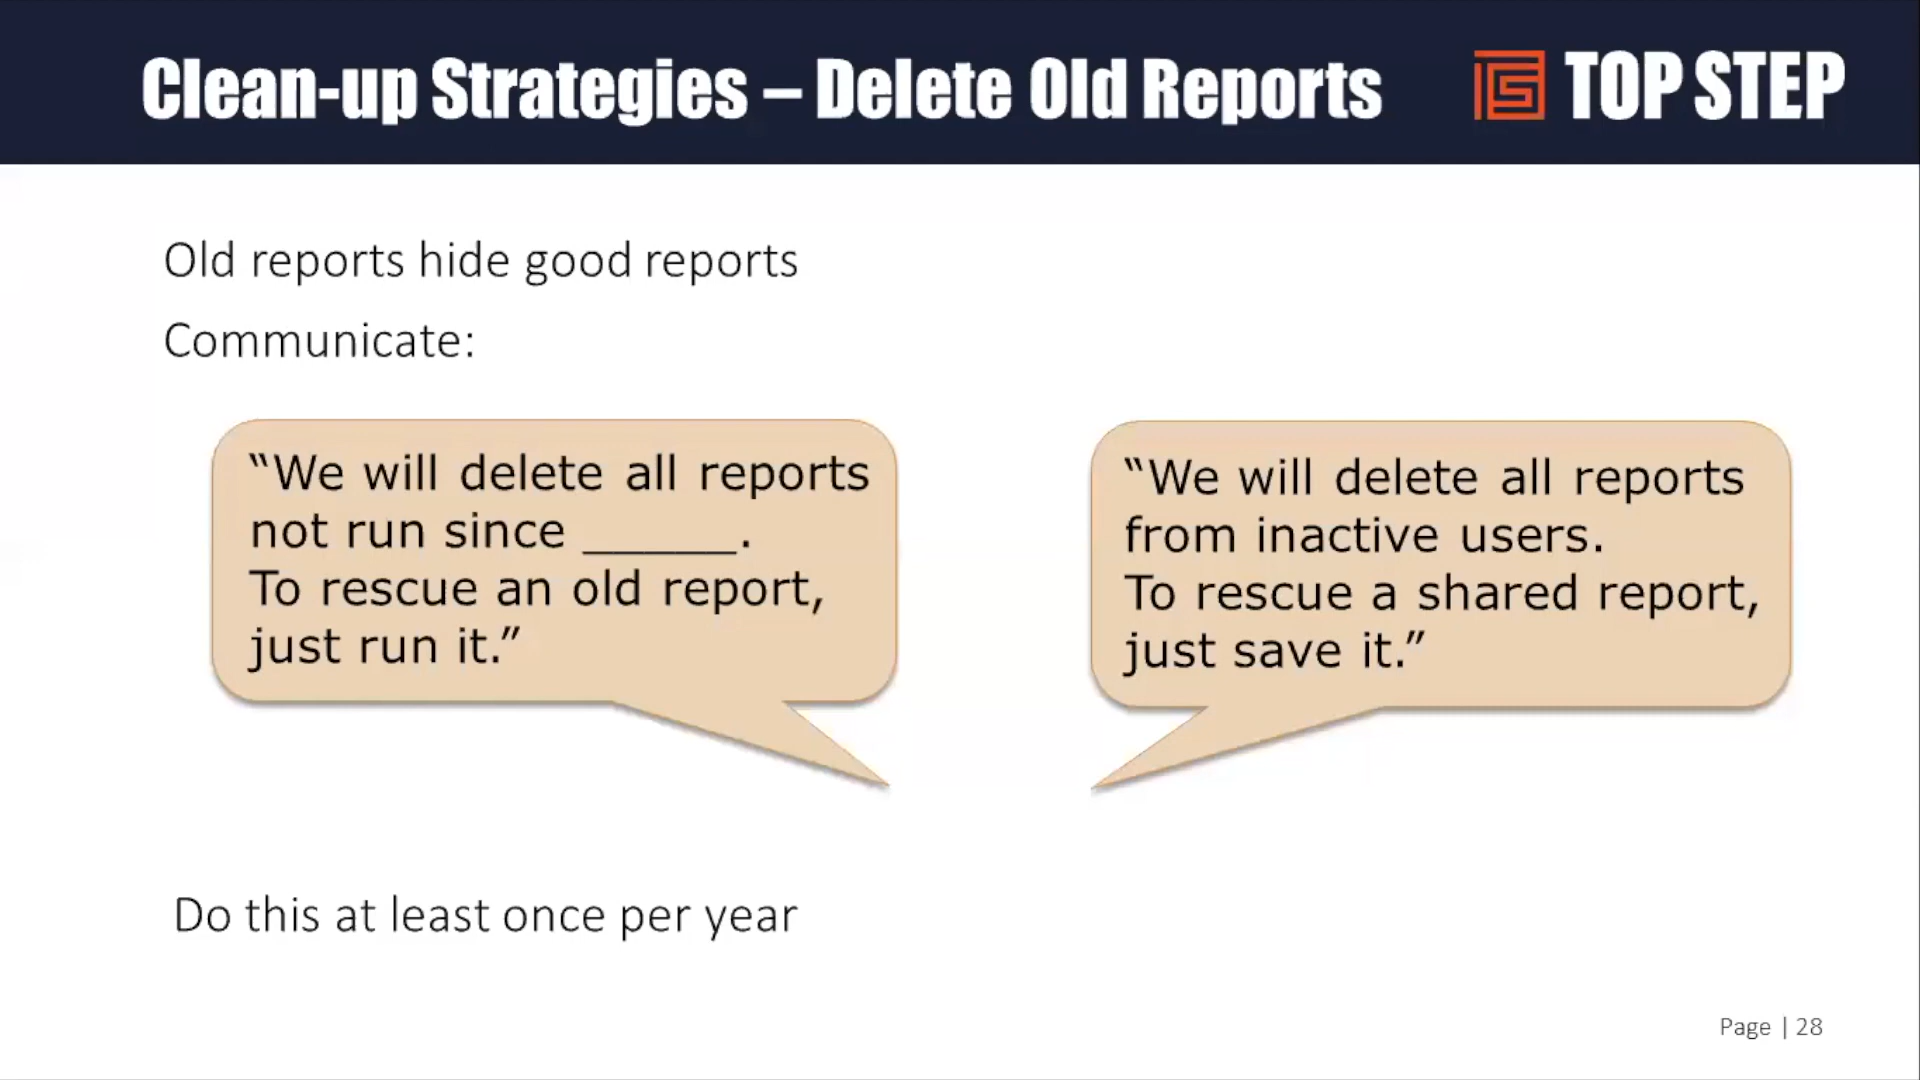 Clean-up Strategies – Delete Old Reports
TOP STEP
Old reports hide good reports
Communicate:
“We will delete all reports
not run since ______.
To rescue an old report,
just run it.”
“We will delete all reports
from inactive users.
To rescue a shared report,
just save it.”
Do this at least once per year
Page | 28